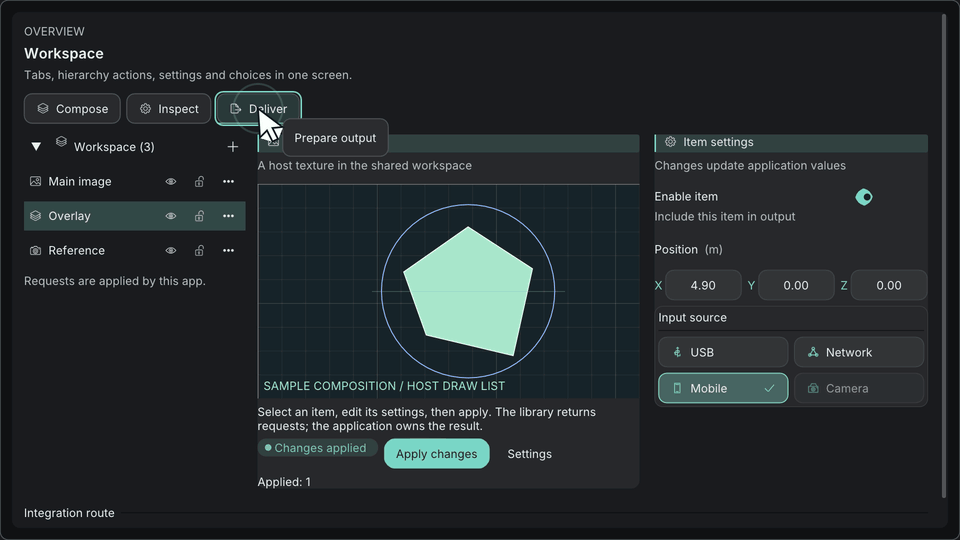 OVERVIEW
Workspace
Tabs, hierarchy actions, settings and choices in one screen.
Compose
Inspect
Deliver
Prepare output
Workspace (3)
Main image
Overlay
Reference
Requests are applied by this app.
A host texture in the shared workspace
SAMPLE COMPOSITION / HOST DRAW LIST
Select an item, edit its settings, then apply. The library returns
requests; the application owns the result.
Changes applied
Apply changes
Settings
Applied: 1
Item settings
Changes update application values
Enable item
Include this item in output
Position (m)
X 4.90 Y 0.00 Z 0.00
Input source
USB
Network
Mobile
Camera
Integration route